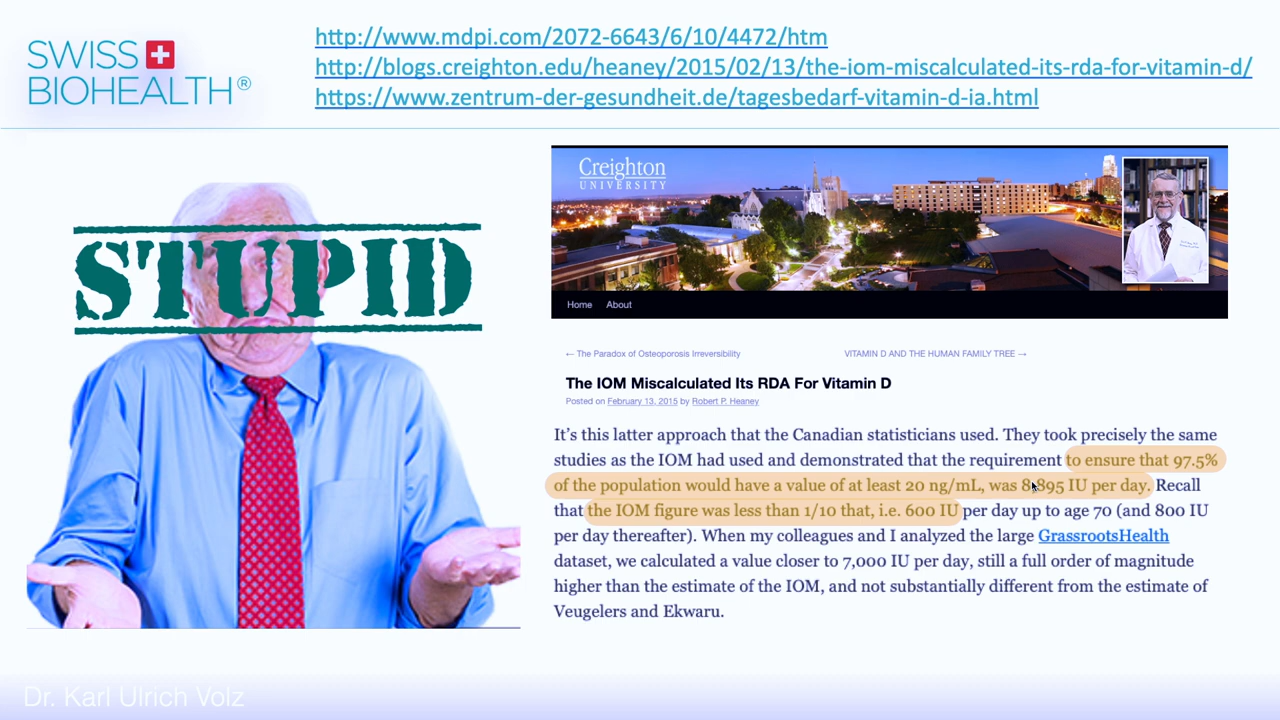 SWISS
BIOHEALTH®
http://www.mdpi.com/2072-6643/6/10/4472/htm
http://blogs.creighton.edu/heaney/2015/02/13/the-iom-miscalculated-its-rda-for-vitamin-d/
https://www.zentrum-der-gesundheit.de/tagesbedarf-vitamin-d-ia.html
STUPID
Creighton
UNIVERSITY
Home About
← The Paradox of Osteoporosis Irreversibility
VITAMIN D AND THE HUMAN FAMILY TREE →
The IOM Miscalculated Its RDA For Vitamin D
Posted on February 13, 2015 by Robert P. Heaney
It's this latter approach that the Canadian statisticians used. They took precisely the same
studies as the IOM had used and demonstrated that the requirement to ensure that 97.5%
of the population would have a value of at least 20 ng/mL, was 8,895 IU per day. Recall
that the IOM figure was less than 1/10 that, i.e. 600 IU per day up to age 70 (and 800 IU
per day thereafter). When my colleagues and I analyzed the large GrassrootsHealth
dataset, we calculated a value closer to 7,000 IU per day, still a full order of magnitude
higher than the estimate of the IOM, and not substantially different from the estimate of
Veugelers and Ekwaru.
Dr. Karl Ulrich Volz